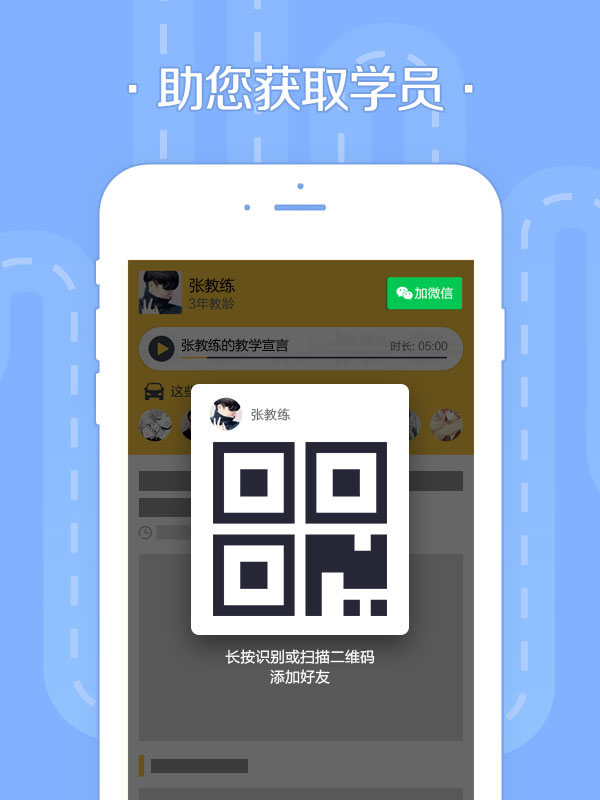 · 助您获取学员 ·
张教练
3年教龄
加微信
张教练的教学宣言
时长: 05:00
这些
张教练
长按识别或扫描二维码
添加好友